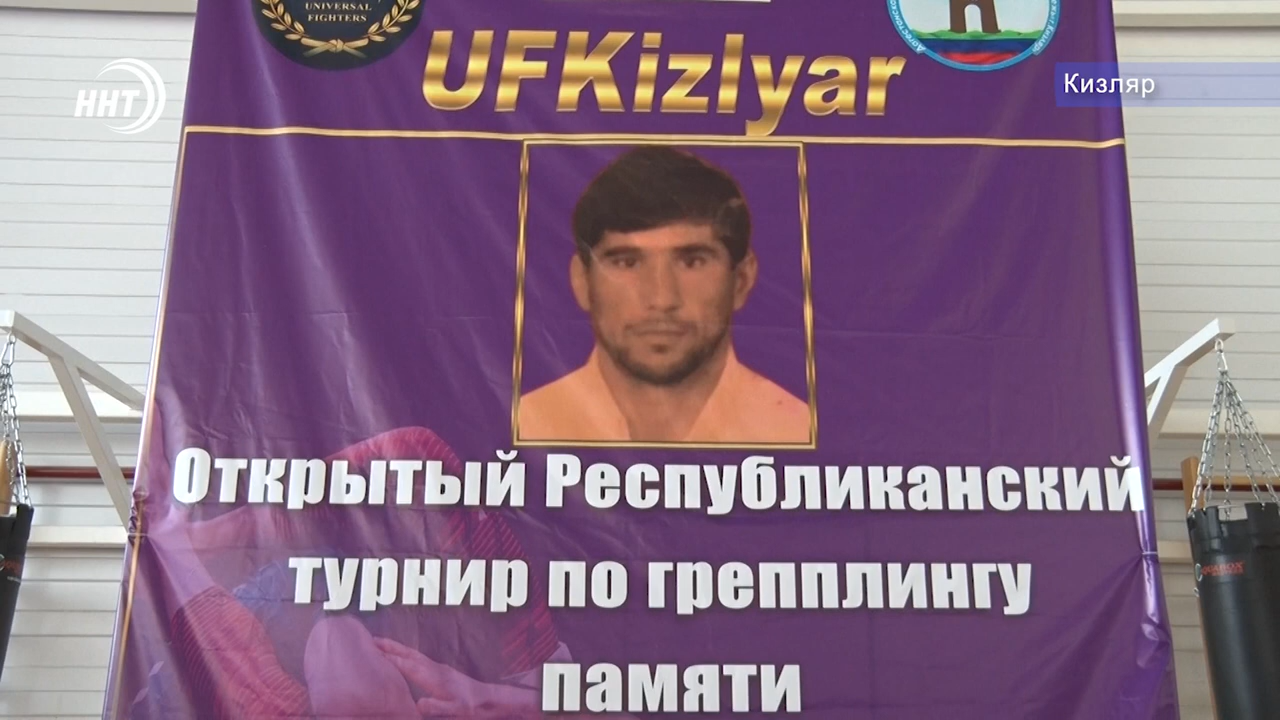 UNIVERSAL
FIGHTERS
UFKizlyar
ННТ
Кизляр
Открытый Республиканский
турнир по грепплингу
памяти